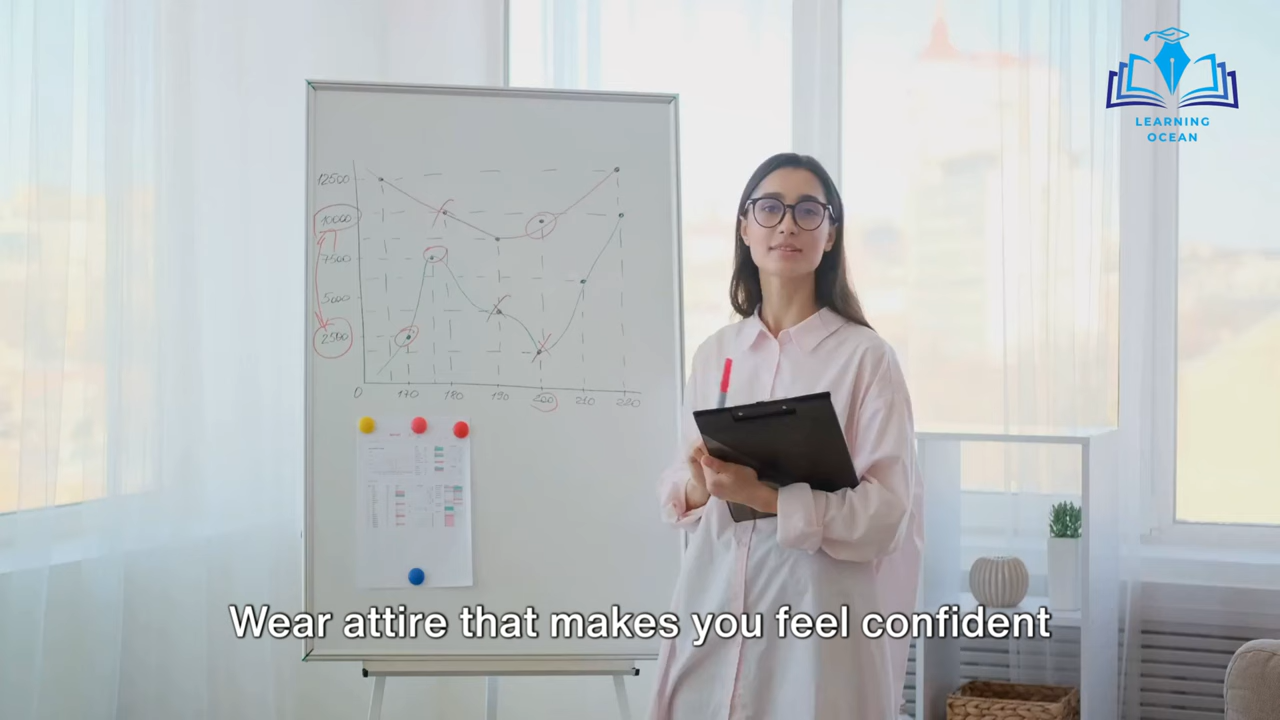 LEARNING
OCEAN
12500
10000
7500
5000
2500
0 170 180 190 200 210 220
Wear attire that makes you feel confident